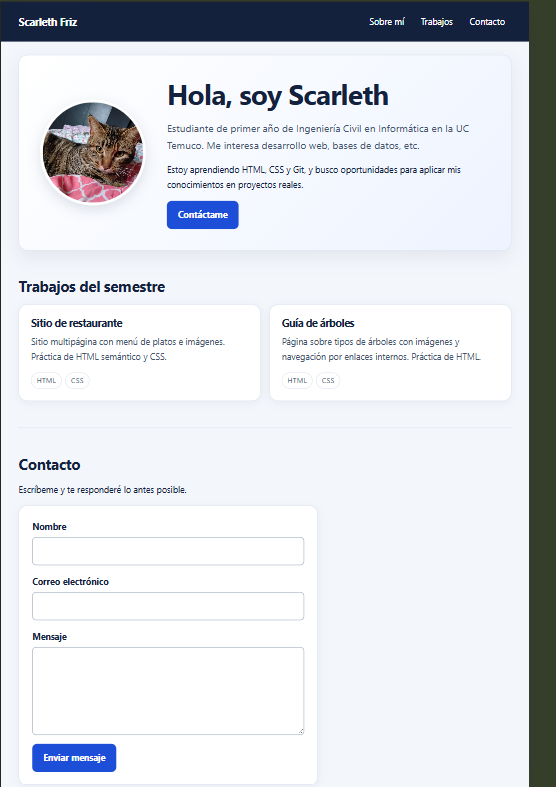 Scarleth Friz
Sobre mí
Trabajos
Contacto
Hola, soy Scarleth
Estudiante de primer año de Ingeniería Civil en Informática en la UC
Temuco. Me interesa desarrollo web, bases de datos, etc.
Estoy aprendiendo HTML, CSS y Git, y busco oportunidades para aplicar mis
conocimientos en proyectos reales.
Contáctame
Trabajos del semestre
Sitio de restaurante
Sitio multipágina con menú de platos e imágenes.
Práctica de HTML semántico y CSS.
HTML
CSS
Guía de árboles
Página sobre tipos de árboles con imágenes y
navegación por enlaces internos. Práctica de HTML.
HTML
CSS
Contacto
Escríbeme y te responderé lo antes posible.
Nombre
Correo electrónico
Mensaje
Enviar mensaje